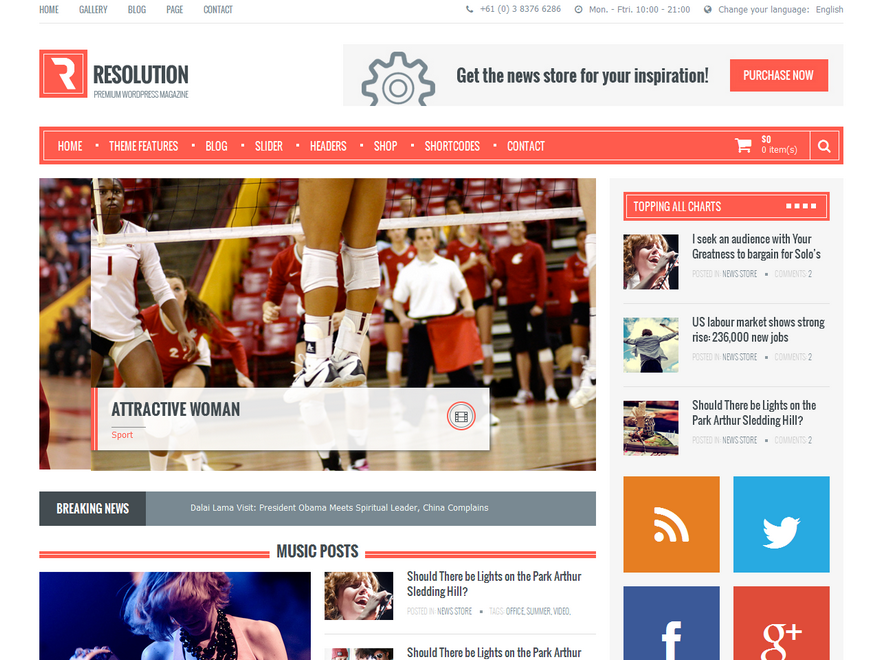 HOME GALLERY BLOG PAGE CONTACT
+61 (0) 3 8376 6286 Mon. - Ftri. 10:00 - 21:00 Change your language: English
R RESOLUTION
PREMIUM WORDPRESS MAGAZINE
Get the news store for your inspiration!
PURCHASE NOW
HOME THEME FEATURES BLOG SLIDER HEADERS SHOP SHORTCODES CONTACT
$0
0 item(s)
ATTRACTIVE WOMAN
Sport
TOPPING ALL CHARTS
I seek an audience with Your
Greatness to bargain for Solo's
POSTED IN: NEWS STORE COMMENTS: 2
US labour market shows strong
rise: 236,000 new jobs
POSTED IN: NEWS STORE COMMENTS: 2
Should There be Lights on the
Park Arthur Sledding Hill?
POSTED IN: NEWS STORE COMMENTS: 2
BREAKING NEWS
Dalai Lama Visit: President Obama Meets Spiritual Leader, China Complains
MUSIC POSTS
Should There be Lights on the Park Arthur
Sledding Hill?
POSTED IN: NEWS STORE TAGS: OFFICE, SUMMER, VIDEO,
Should There be Lights on the Park Arthur
f
g+